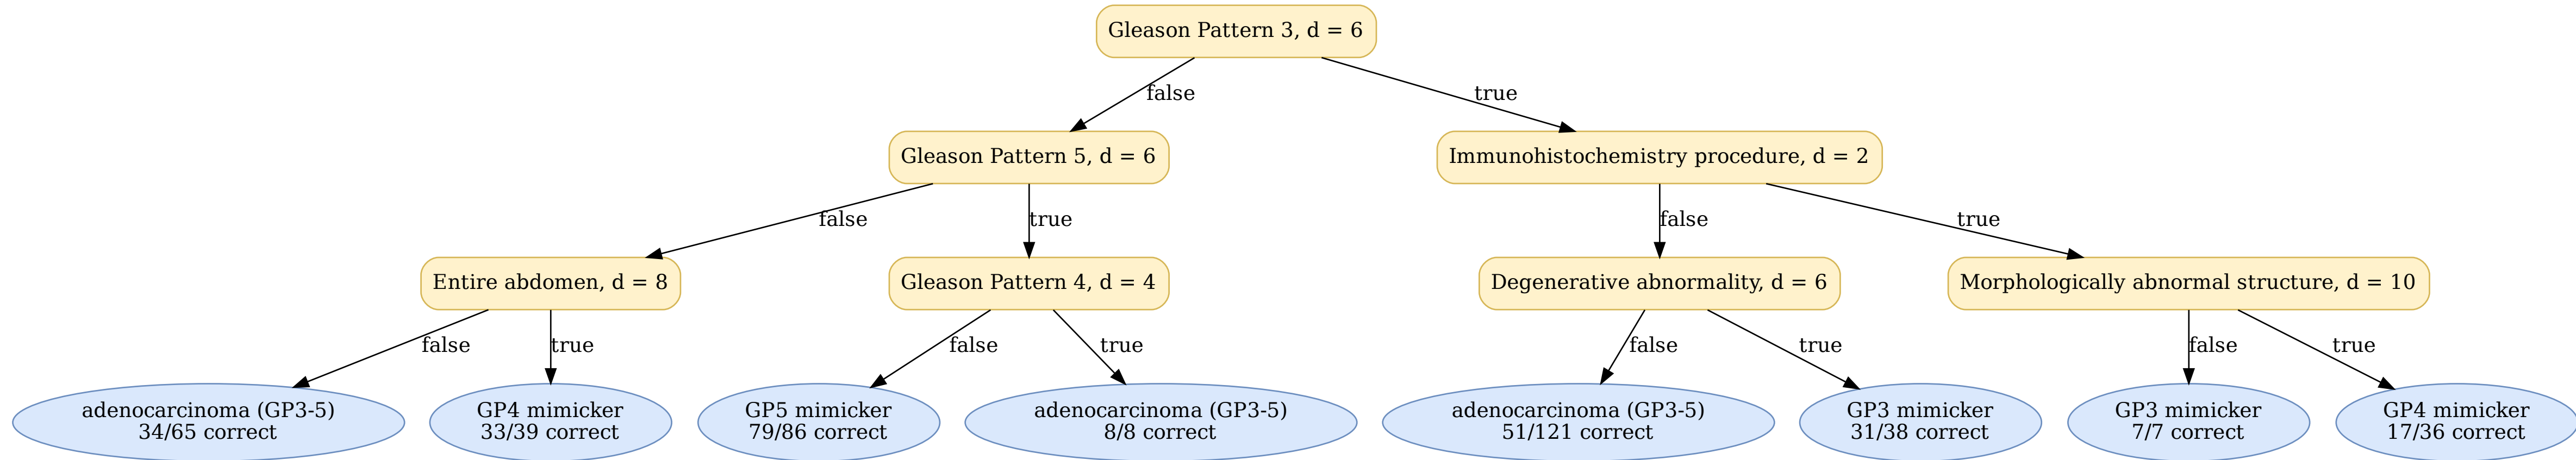 Gleason Pattern 3, d = 6
false
true
Gleason Pattern 5, d = 6
Immunohistochemistry procedure, d = 2
false
true
false
true
Entire abdomen, d = 8
Gleason Pattern 4, d = 4
Degenerative abnormality, d = 6
Morphologically abnormal structure, d = 10
false
true
false
true
false
true
false
true
adenocarcinoma (GP3-5)
34/65 correct
GP4 mimicker
33/39 correct
GP5 mimicker
79/86 correct
adenocarcinoma (GP3-5)
8/8 correct
adenocarcinoma (GP3-5)
51/121 correct
GP3 mimicker
31/38 correct
GP3 mimicker
7/7 correct
GP4 mimicker
17/36 correct